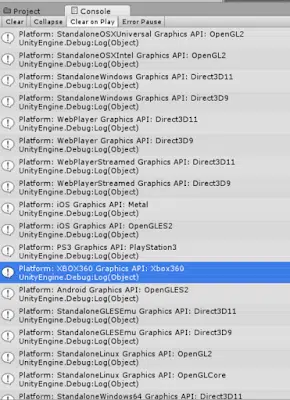 Project Console
Clear Collapse Clear on Play Error Pause
Platform: StandaloneOSXUniversal Graphics API: OpenGL2
UnityEngine.Debug:Log(Object)
Platform: StandaloneOSXIntel Graphics API: OpenGL2
UnityEngine.Debug:Log(Object)
Platform: StandaloneWindows Graphics API: Direct3D11
UnityEngine.Debug:Log(Object)
Platform: StandaloneWindows Graphics API: Direct3D9
UnityEngine.Debug:Log(Object)
Platform: WebPlayer Graphics API: Direct3D11
UnityEngine.Debug:Log(Object)
Platform: WebPlayer Graphics API: Direct3D9
UnityEngine.Debug:Log(Object)
Platform: WebPlayerStreamed Graphics API: Direct3D11
UnityEngine.Debug:Log(Object)
Platform: WebPlayerStreamed Graphics API: Direct3D9
UnityEngine.Debug:Log(Object)
Platform: iOS Graphics API: Metal
UnityEngine.Debug:Log(Object)
Platform: iOS Graphics API: OpenGLES2
UnityEngine.Debug:Log(Object)
Platform: PS3 Graphics API: PlayStation3
UnityEngine.Debug:Log(Object)
Platform: XBOX360 Graphics API: Xbox360
UnityEngine.Debug:Log(Object)
Platform: Android Graphics API: OpenGLES2
UnityEngine.Debug:Log(Object)
Platform: StandaloneGLESEmu Graphics API: Direct3D11
UnityEngine.Debug:Log(Object)
Platform: StandaloneGLESEmu Graphics API: Direct3D9
UnityEngine.Debug:Log(Object)
Platform: StandaloneLinux Graphics API: OpenGL2
UnityEngine.Debug:Log(Object)
Platform: StandaloneLinux Graphics API: OpenGLCore
UnityEngine.Debug:Log(Object)
Platform: StandaloneWindows64 Graphics API: Direct3D11